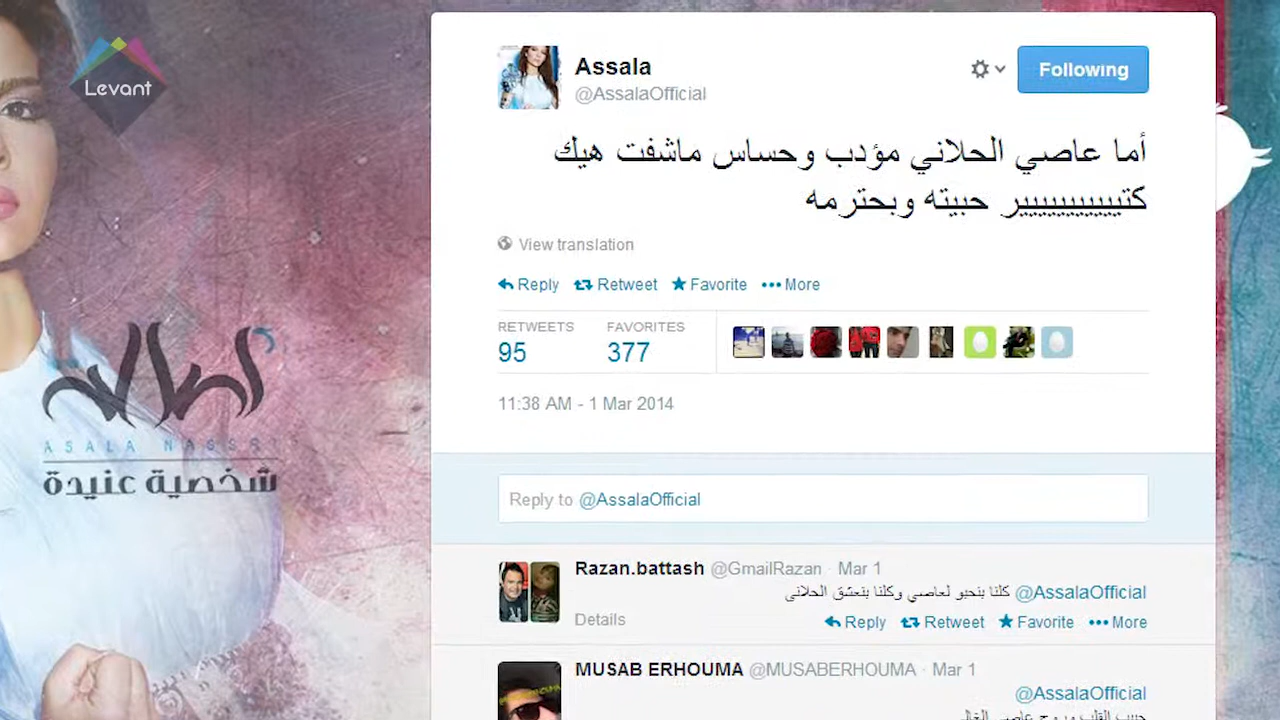 Levant
Assala
@AssalaOfficial
Following
أما عاصي الحلاني مؤدب وحساس ماشفت هيك
كتيييييييييييير حبيته وبحترمه
View translation
Reply Retweet Favorite More
RETWEETS FAVORITES
95 377
11:38 AM - 1 Mar 2014
أصاله
ASALA NASSRI
شخصية عنيدة
Reply to @AssalaOfficial
Razan.battash @GmailRazan · Mar 1
@AssalaOfficial كلنا بنحبو لعاصي وكلنا بنعشق الحلانى
Details
Reply Retweet Favorite More
MUSAB ERHOUMA @MUSABERHOUMA · Mar 1
@AssalaOfficial